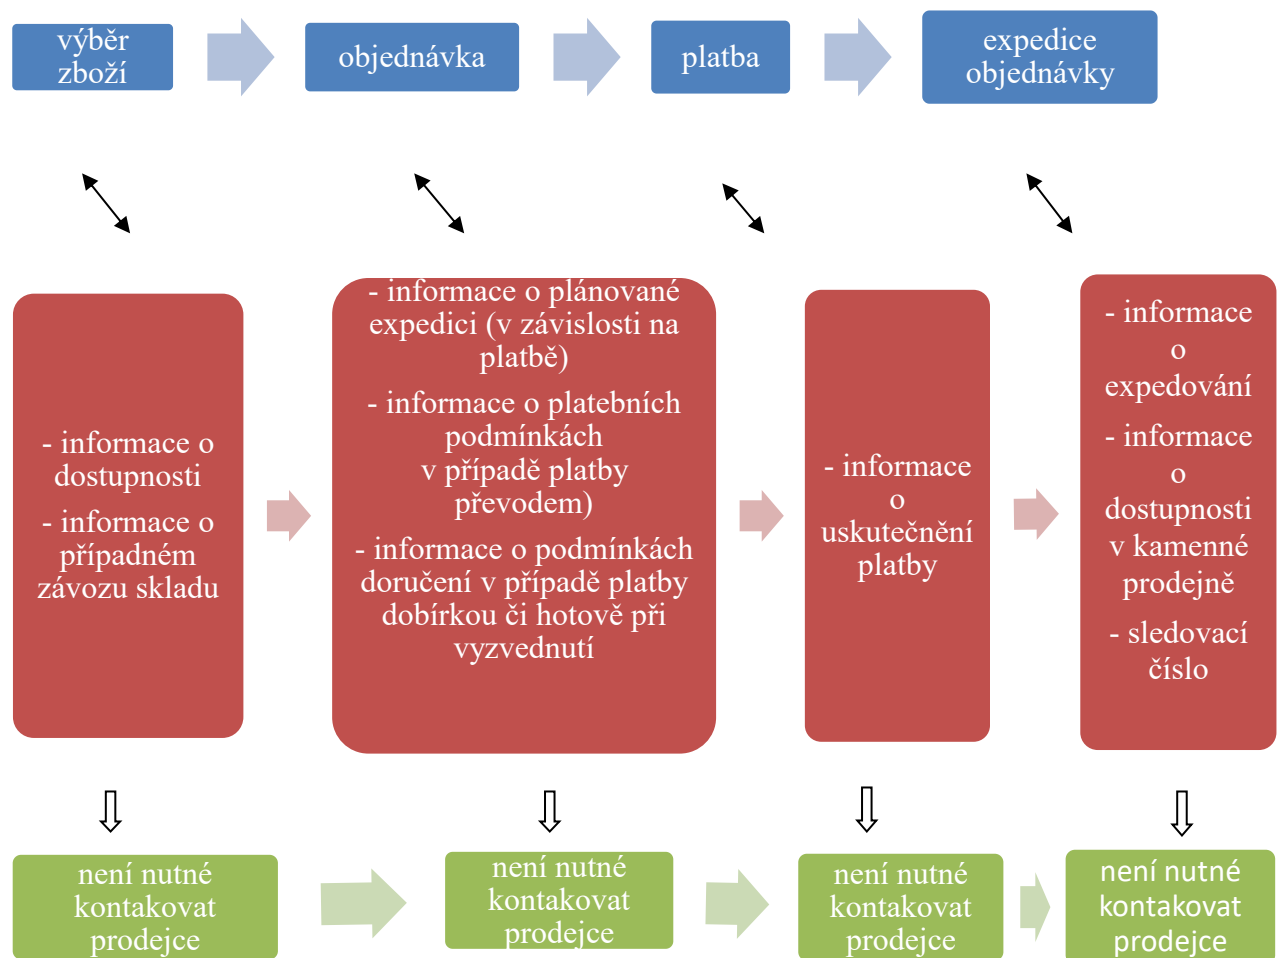 výběr
zboží
objednávka
platba
expedice
objednávky
- informace o
dostupnosti
- informace o
případném
závozu skladu
- informace o plánované
expedici (v závislosti na
platbě)
- informace o platebních
podmínkách
v případě platby
převodem)
- informace o podmínkách
doručení v případě platby
dobírkou či hotově při
vyzvednutí
- informace
o
uskutečnění
platby
- informace
o
expedování
- informace
o
dostupnosti
v kamenné
prodejně
- sledovací
číslo
není nutné
kontakovat
prodejce
není nutné
kontakovat
prodejce
není nutné
kontakovat
prodejce
není nutné
kontakovat
prodejce